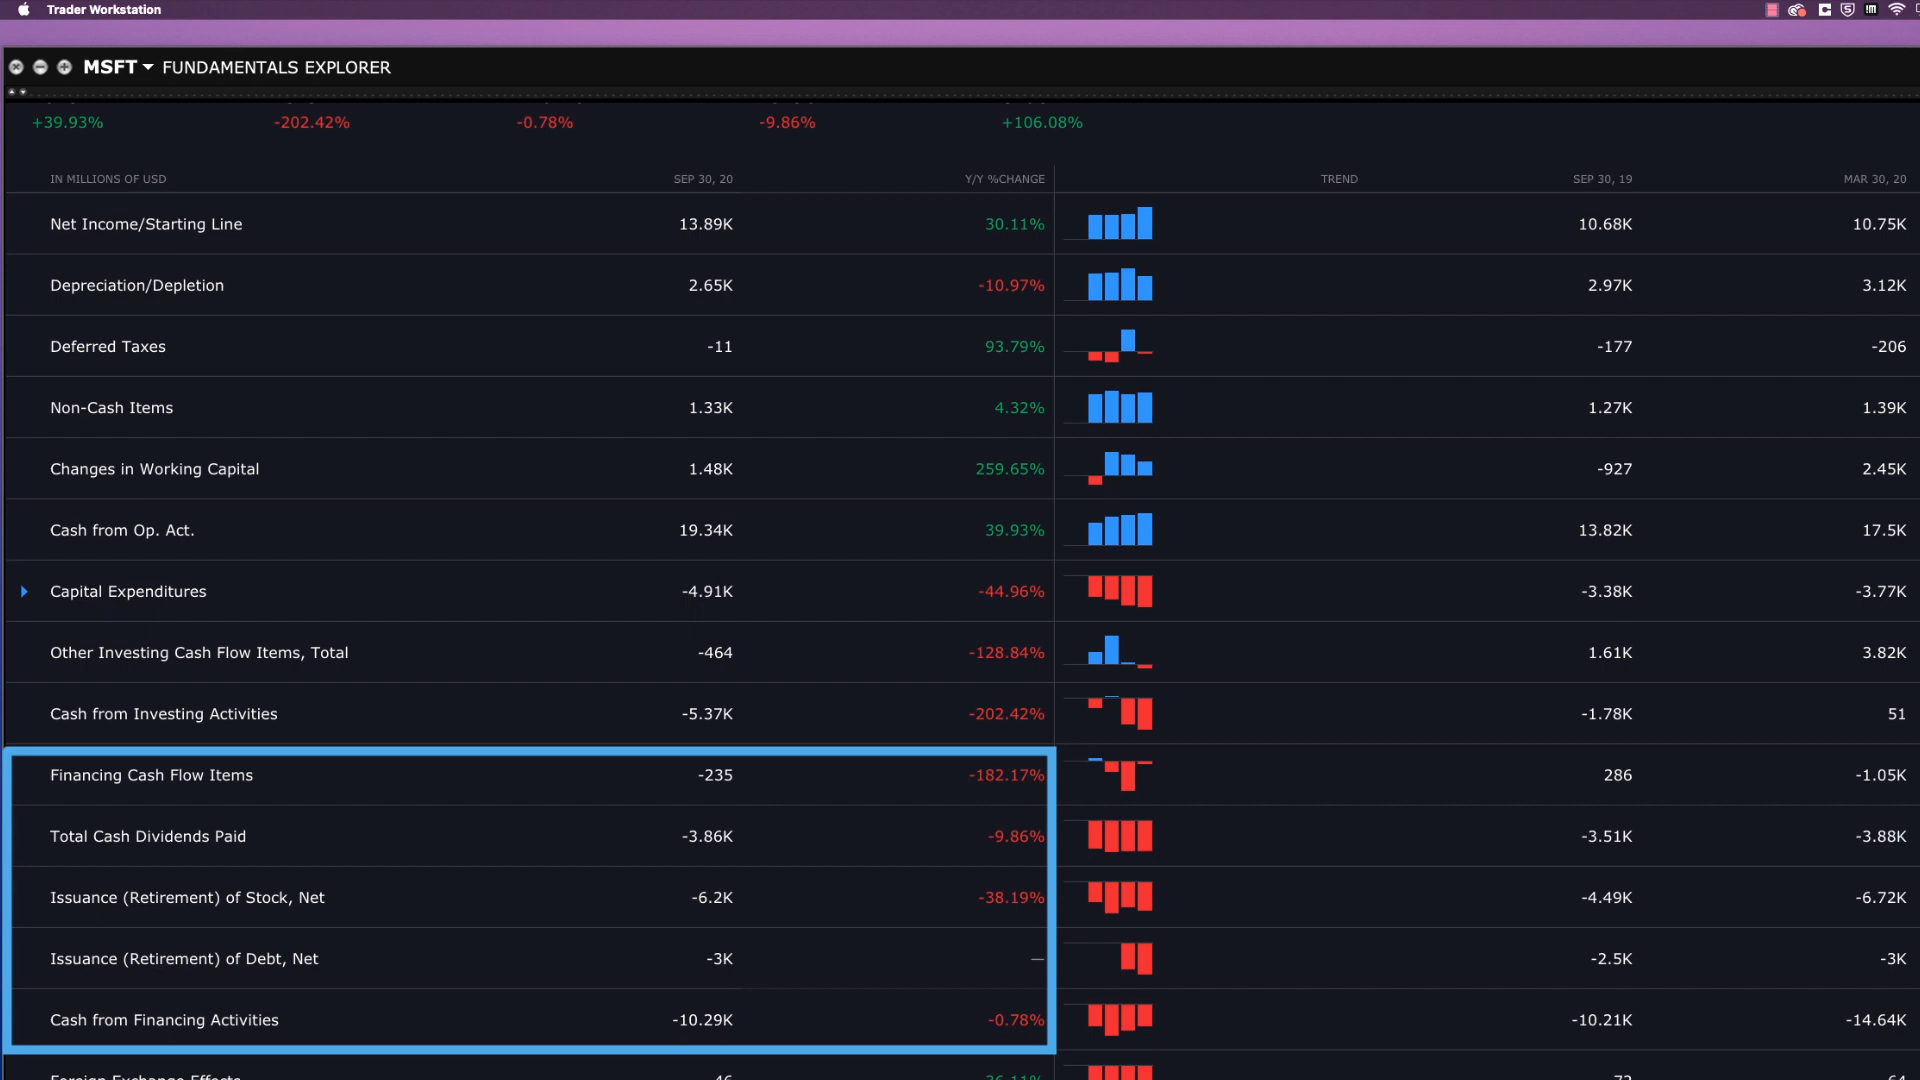 Trader Workstation
MSFT FUNDAMENTALS EXPLORER
+39.93% -202.42% -0.78% -9.86% +106.08%
IN MILLIONS OF USD SEP 30, 20 Y/Y %CHANGE TREND SEP 30, 19 MAR 30, 20
Net Income/Starting Line 13.89K 30.11% 10.68K 10.75K
Depreciation/Depletion 2.65K -10.97% 2.97K 3.12K
Deferred Taxes -11 93.79% -177 -206
Non-Cash Items 1.33K 4.32% 1.27K 1.39K
Changes in Working Capital 1.48K 259.65% -927 2.45K
Cash from Op. Act. 19.34K 39.93% 13.82K 17.5K
Capital Expenditures -4.91K -44.96% -3.38K -3.77K
Other Investing Cash Flow Items, Total -464 -128.84% 1.61K 3.82K
Cash from Investing Activities -5.37K -202.42% -1.78K 51
Financing Cash Flow Items -235 -182.17% 286 -1.05K
Total Cash Dividends Paid -3.86K -9.86% -3.51K -3.88K
Issuance (Retirement) of Stock, Net -6.2K -38.19% -4.49K -6.72K
Issuance (Retirement) of Debt, Net -3K — -2.5K -3K
Cash from Financing Activities -10.29K -0.78% -10.21K -14.64K
Foreign Exchange Effects